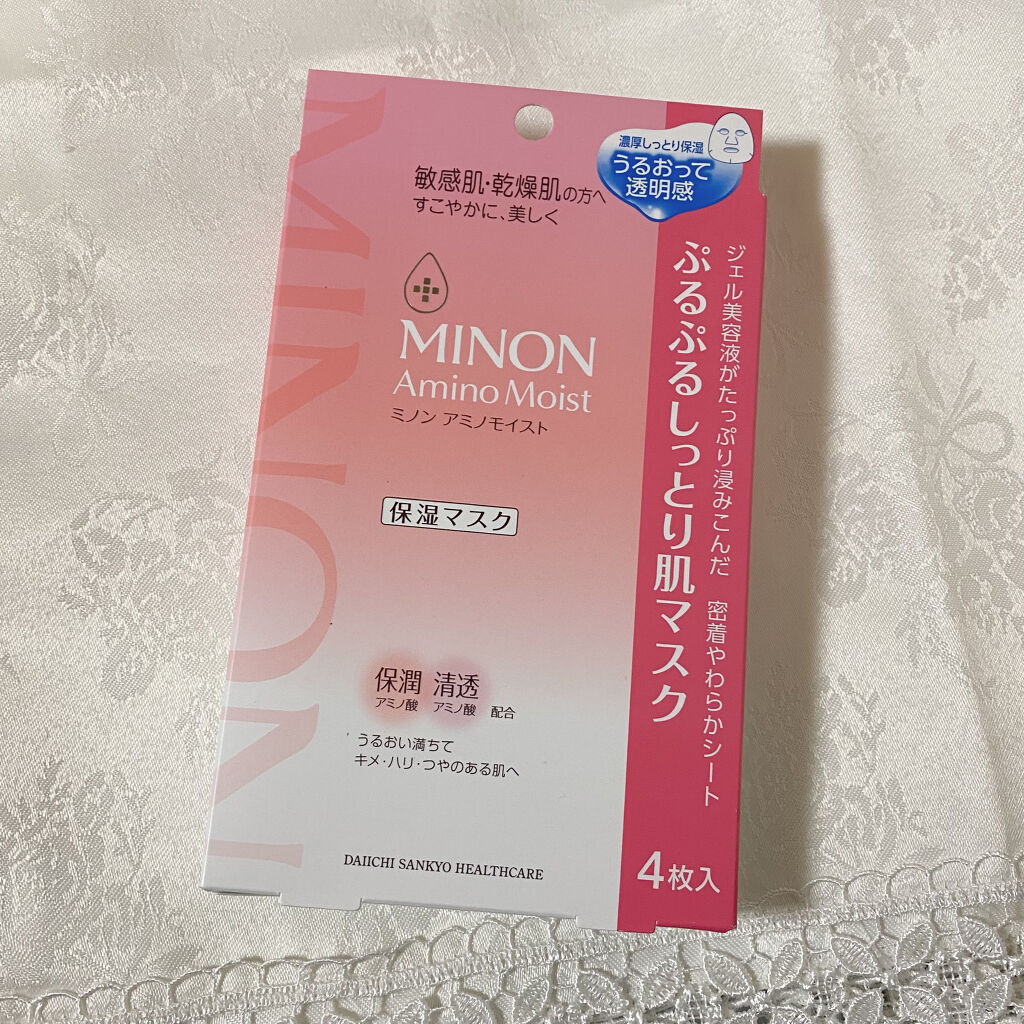 MINON
敏感肌・乾燥肌の方へ
すこやかに、美しく
濃厚しっとり保湿
うるおって
透明感
MINON
Amino Moist
ミノン アミノモイスト
保湿マスク
ジェル美容液がたっぷり浸みこんだ 密着やわらかシート
ぷるぷるしっとり肌マスク
保潤 清透
アミノ酸 アミノ酸 配合
うるおい満ちて
キメ・ハリ・つやのある肌へ
DAIICHI SANKYO HEALTHCARE
4枚入